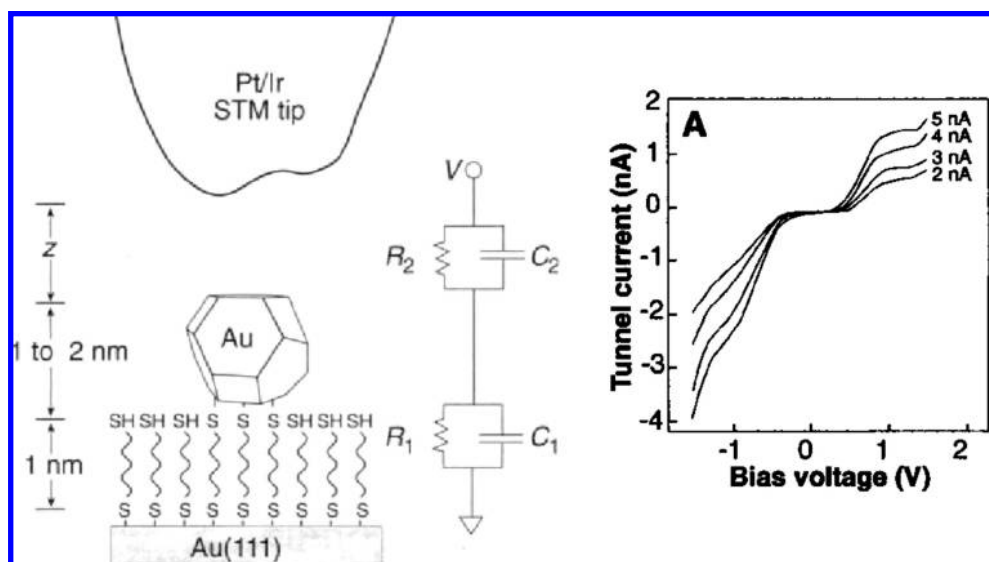 Pt/Ir
STM tip
z
1 to 2 nm
1 nm
Au
SH SH SH S S S SH SH SH
S S S S S S S S
Au(111)
V
R2
C2
R1
C1
A
5 nA
4 nA
3 nA
2 nA
Tunnel current (nA)
2
1
0
-1
-2
-3
-4
-1 0 1 2
Bias voltage (V)